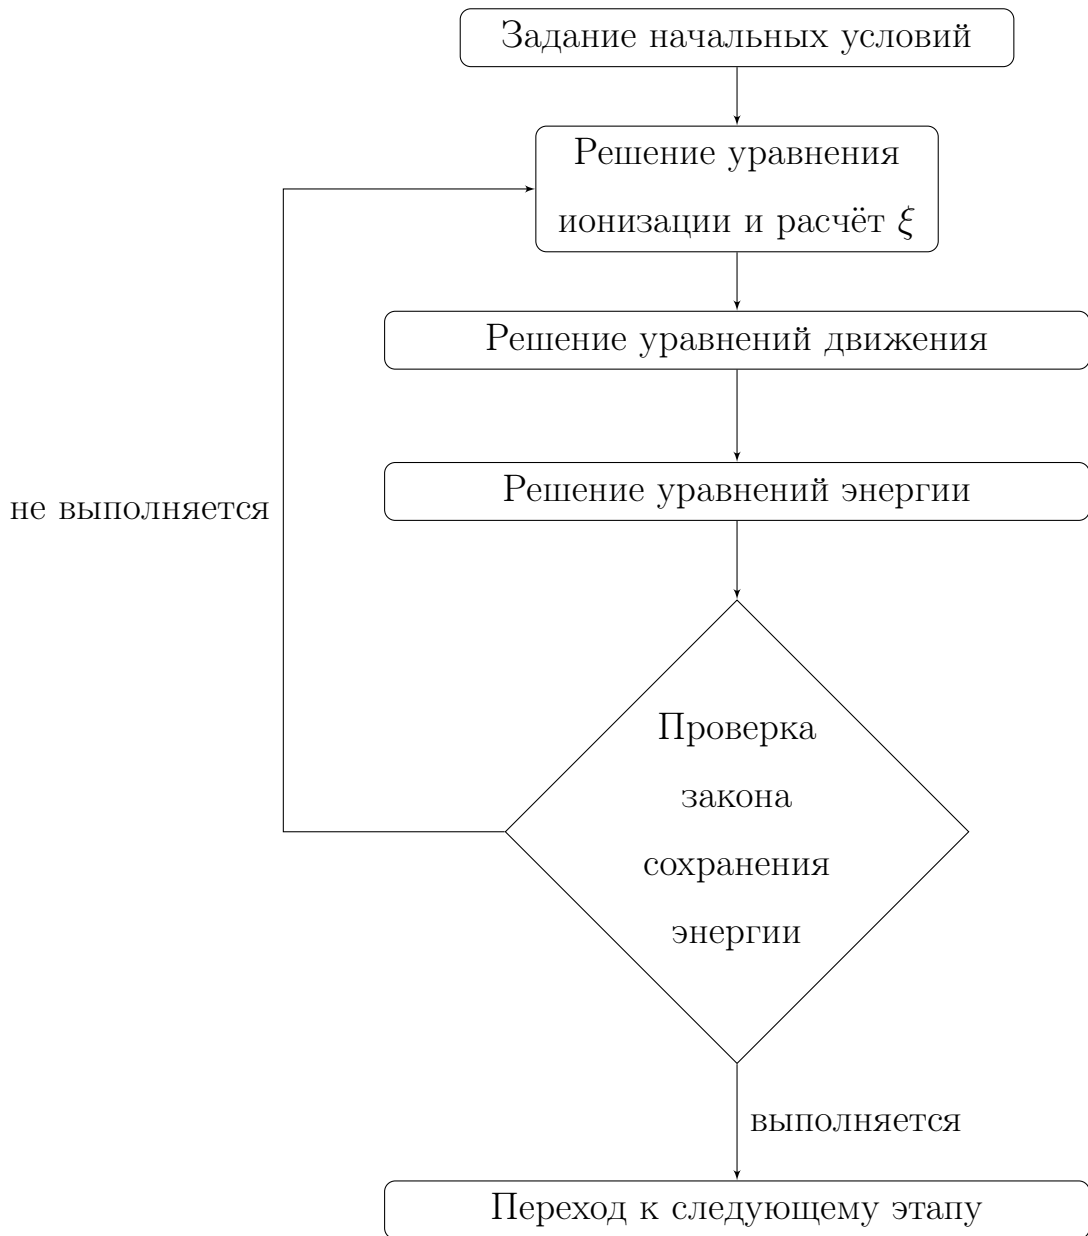 Задание начальных условий
Решение уравнения
ионизации и расчёт ξ
Решение уравнений движения
Решение уравнений энергии
не выполняется
Проверка
закона
сохранения
энергии
выполняется
Переход к следующему этапу